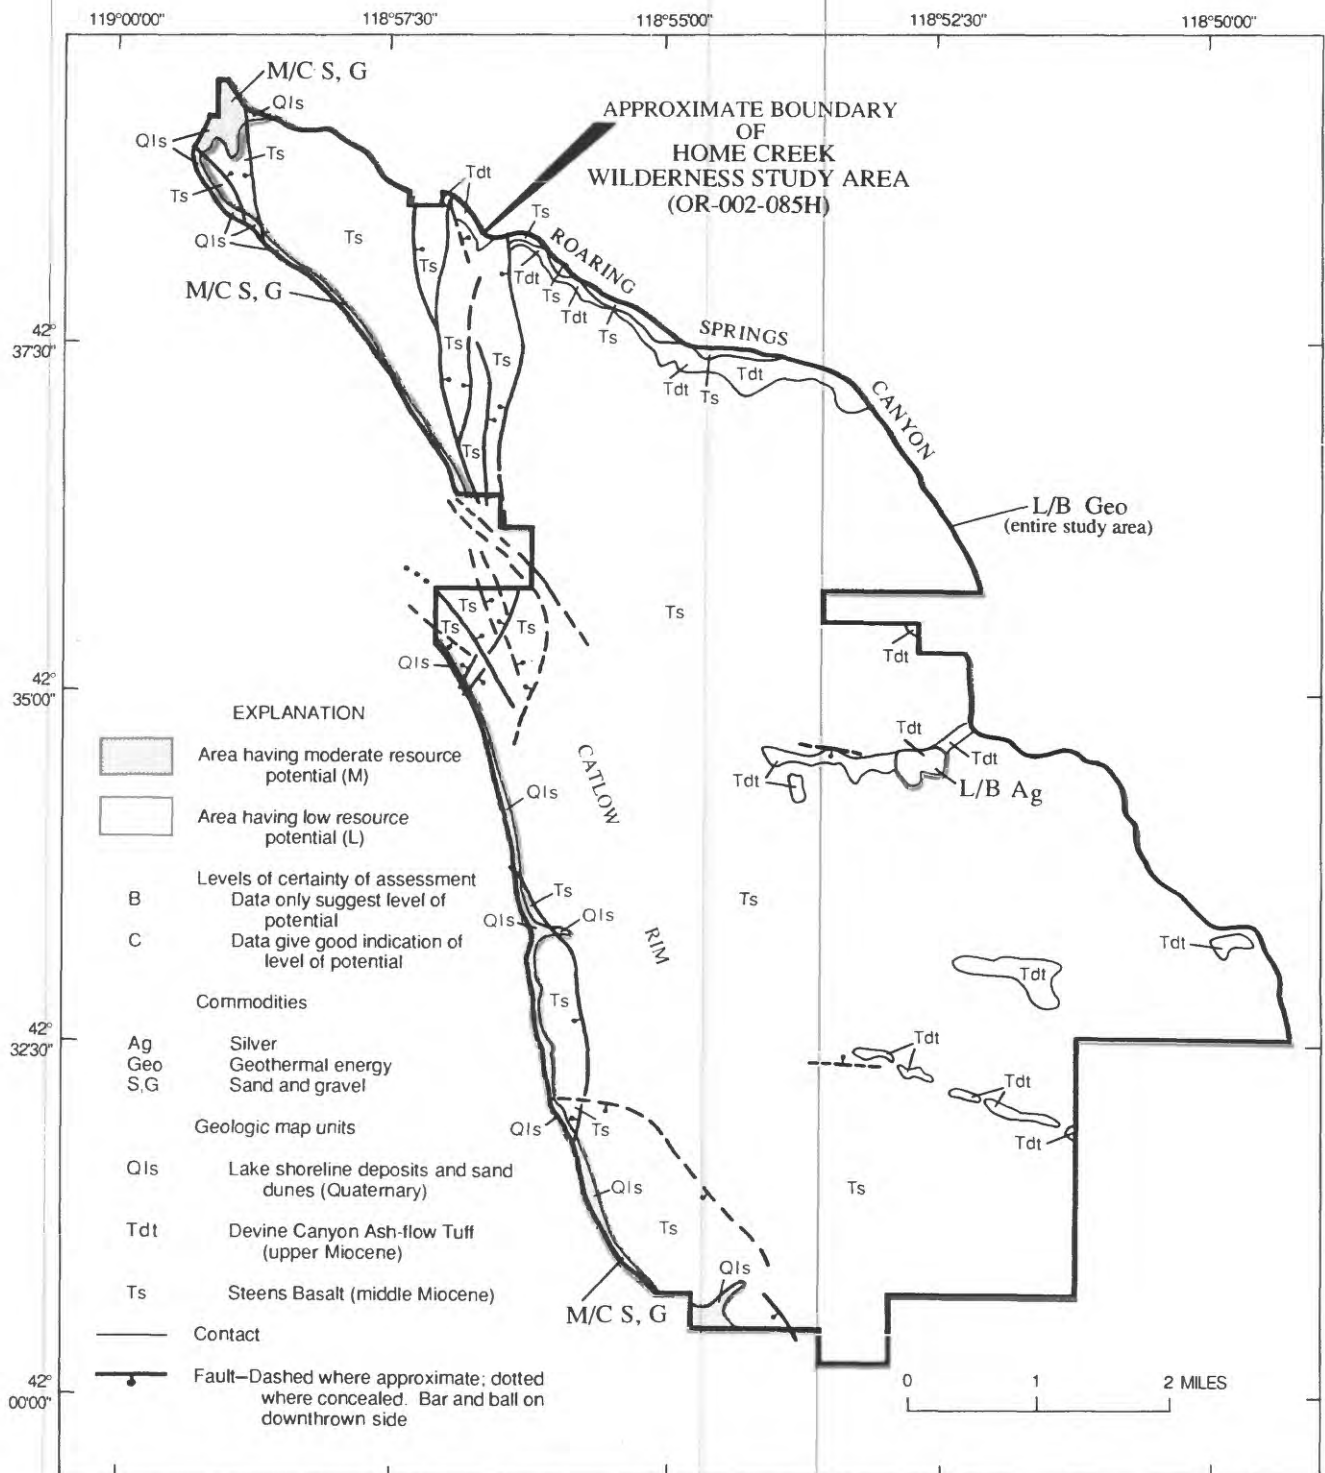 119°00'00"
118°57'30"
118°55'00"
118°52'30"
118°50'00"
M/C S, G
Qls
APPROXIMATE BOUNDARY
OF
HOME CREEK
WILDERNESS STUDY AREA
(OR-002-085H)
Qls
Ts
Tdt
Ts
Ts
Ts
Qls
ROARING
Ts
Tdt
M/C S, G
Ts
Tdt
Ts
SPRINGS
42°
37'30"
Ts
Ts
Tdt
Ts
Tdt
CANYON
Ts
L/B Geo
(entire study area)
Ts
Ts
Ts
Ts
Qls
Tdt
42°
35'00"
EXPLANATION
Area having moderate resource
potential (M)
Area having low resource
potential (L)
Levels of certainty of assessment
B Data only suggest level of
potential
C Data give good indication of
level of potential
Commodities
Ag Silver
Geo Geothermal energy
S,G Sand and gravel
Geologic map units
Qls Lake shoreline deposits and sand
dunes (Quaternary)
Tdt Devine Canyon Ash-flow Tuff
(upper Miocene)
Ts Steens Basalt (middle Miocene)
Contact
Fault—Dashed where approximate; dotted
where concealed. Bar and ball on
downthrown side
CATLOW
RIM
Tdt
Tdt
Tdt
L/B Ag
Qls
Ts
Qls
Qls
Ts
Tdt
Tdt
Ts
42°
32'30"
Tdt
Tdt
Qls
Ts
Tdt
Qls
Ts
Ts
Qls
M/C S, G
42°
00'00"
0 1 2 MILES